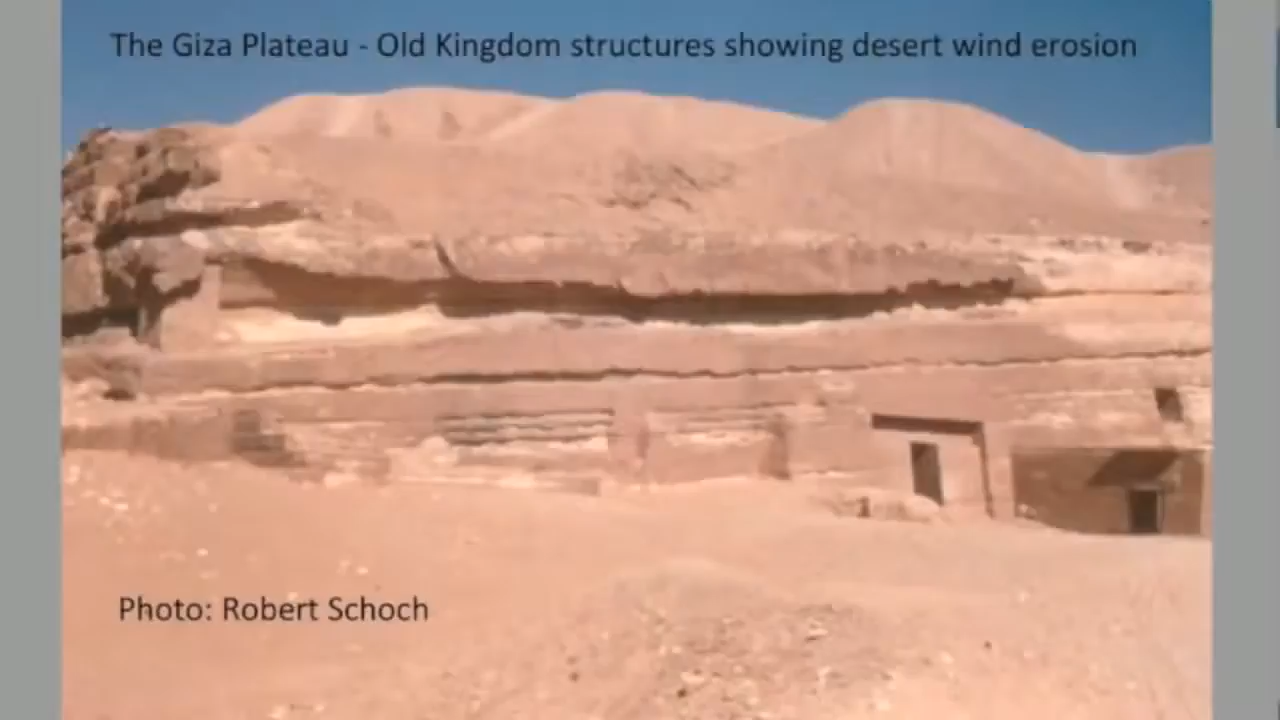 The Giza Plateau - Old Kingdom structures showing desert wind erosion
Photo: Robert Schoch